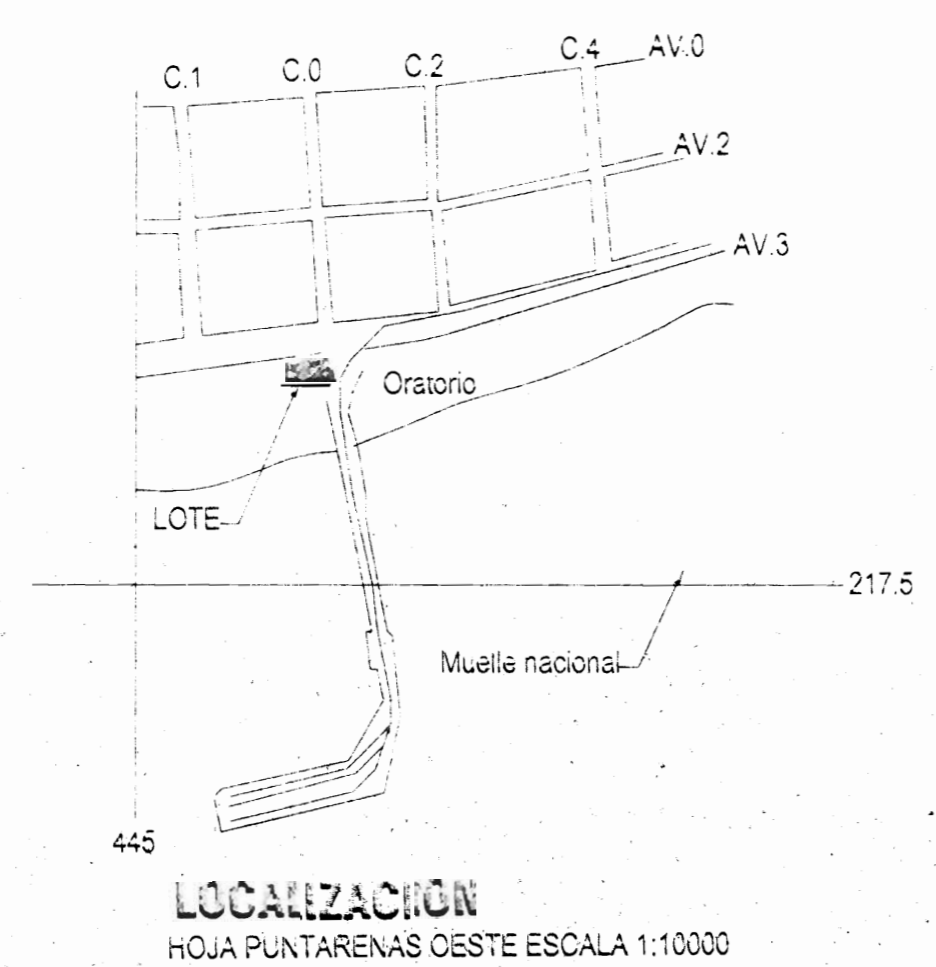 C.1 C.0 C.2 C.4 AV.0
AV.2
AV.3
Oratorio
LOTE
217.5
Muelle nacional
445
LOCALIZACIION
HOJA PUNTARENAS OESTE ESCALA 1:10000